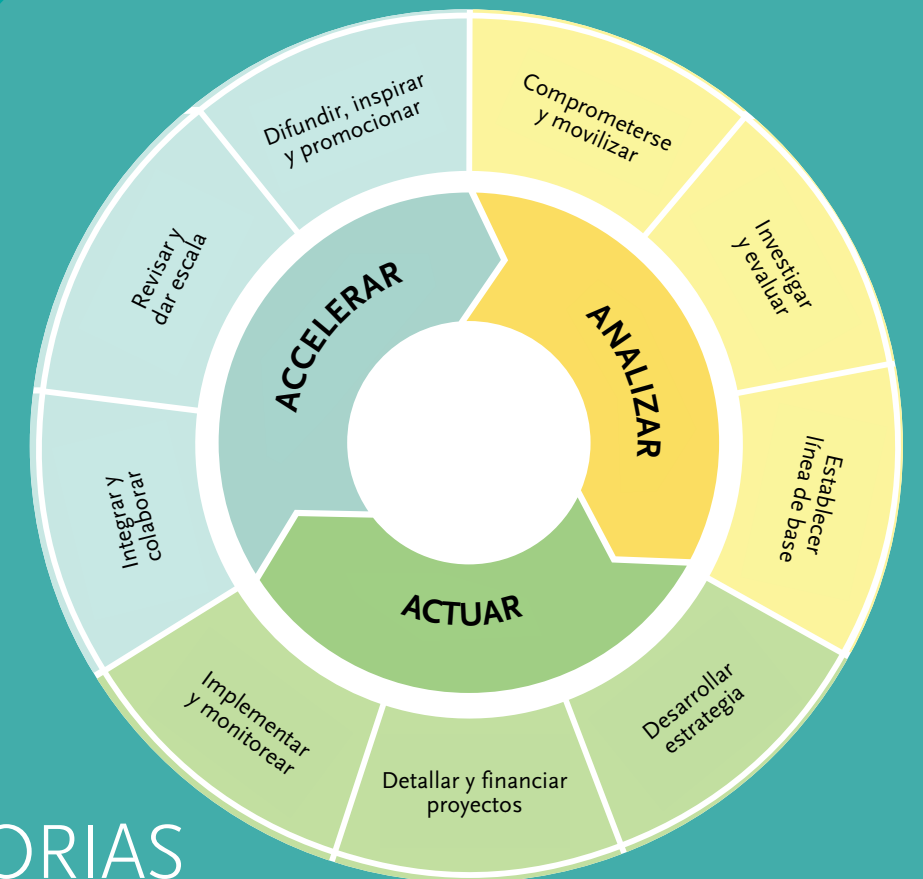 Comprometerse
y movilizar
Investigar
y evaluar
Establecer
línea de base
Desarrollar
estrategia
Detallar y financiar
proyectos
Implementar
y monitorear
Integrar y
colaborar
Revisar y
dar escala
Difundir, inspirar
y promocionar
ANALIZAR
ACTUAR
ACCELERAR
ORIAS